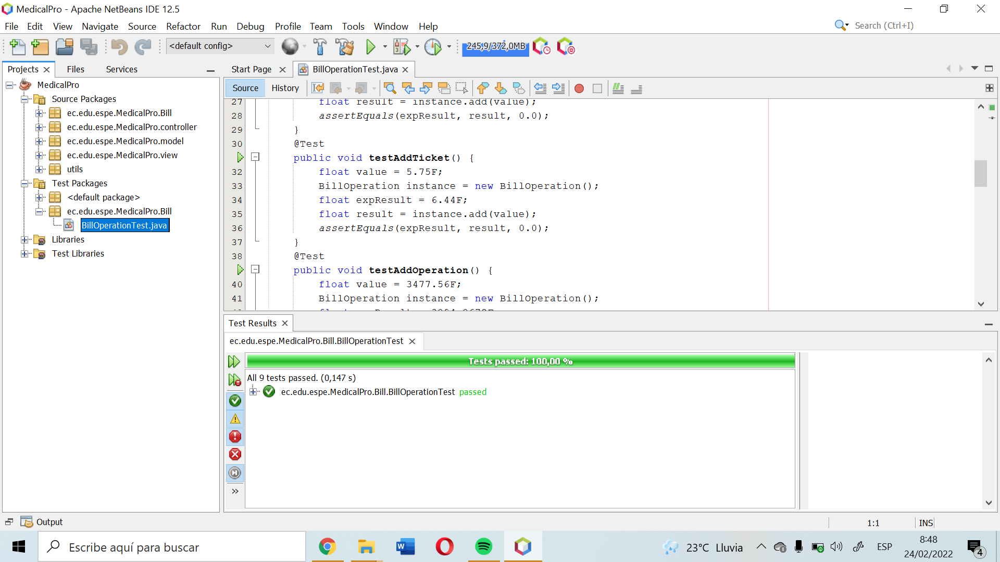 MedicalPro - Apache NetBeans IDE 12.5
File Edit View Navigate Source Refactor Run Debug Profile Team Tools Window Help
Search (Ctrl+I)
<default config>
245,9/372,0MB
Projects Files Services
Start Page BillOperationTest.java
Source History
MedicalPro
Source Packages
ec.edu.espe.MedicalPro.Bill
ec.edu.espe.MedicalPro.controller
ec.edu.espe.MedicalPro.model
ec.edu.espe.MedicalPro.view
utils
Test Packages
<default package>
ec.edu.espe.MedicalPro.Bill
BillOperationTest.java
Libraries
Test Libraries
27 float result = instance.add(value);
28 assertEquals(expResult, result, 0.0);
29 }
30 @Test
public void testAddTicket() {
32 float value = 5.75F;
33 BillOperation instance = new BillOperation();
34 float expResult = 6.44F;
35 float result = instance.add(value);
36 assertEquals(expResult, result, 0.0);
37 }
38 @Test
public void testAddOperation() {
40 float value = 3477.56F;
41 BillOperation instance = new BillOperation();
Test Results
ec.edu.espe.MedicalPro.Bill.BillOperationTest
Tests passed: 100,00 %
All 9 tests passed. (0,147 s)
ec.edu.espe.MedicalPro.Bill.BillOperationTest passed
Output
1:1 INS
Escribe aquí para buscar
23°C Lluvia
ESP
8:48
24/02/2022
4